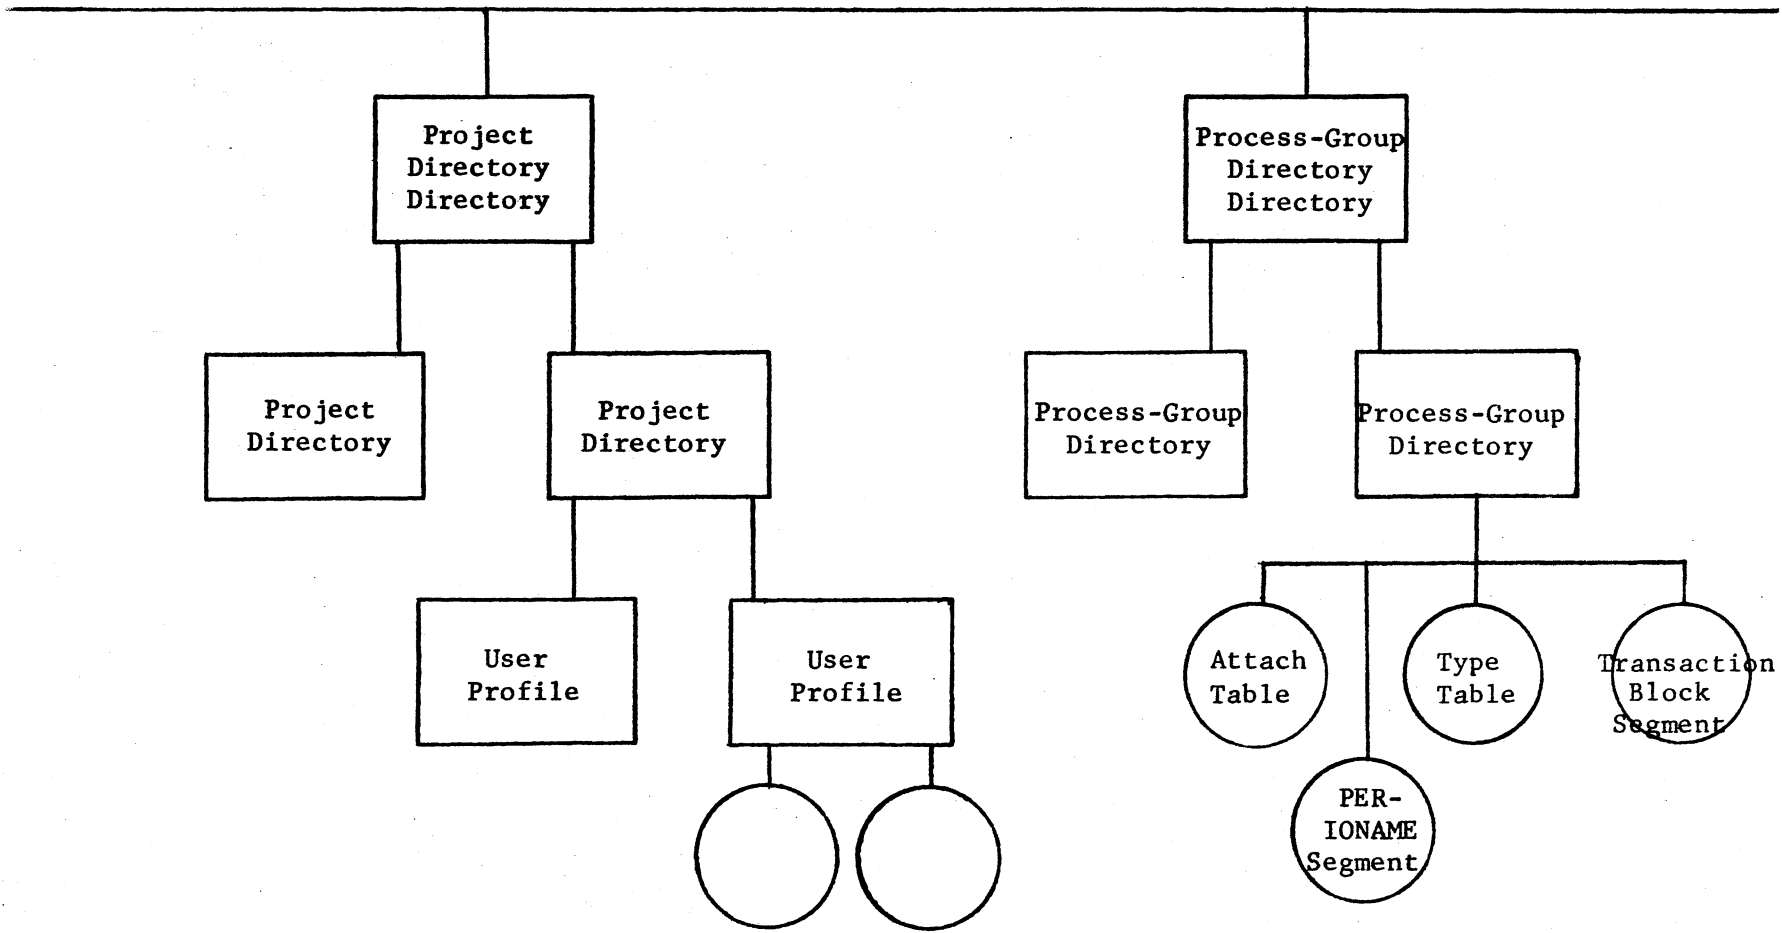 Project
Directory
Directory
Process-Group
Directory
Directory
Project
Directory
Project
Directory
Process-Group
Directory
Process-Group
Directory
User
Profile
User
Profile
Attach
Table
Type
Table
Transaction
Block
Segment
PER-
IONAME
Segment